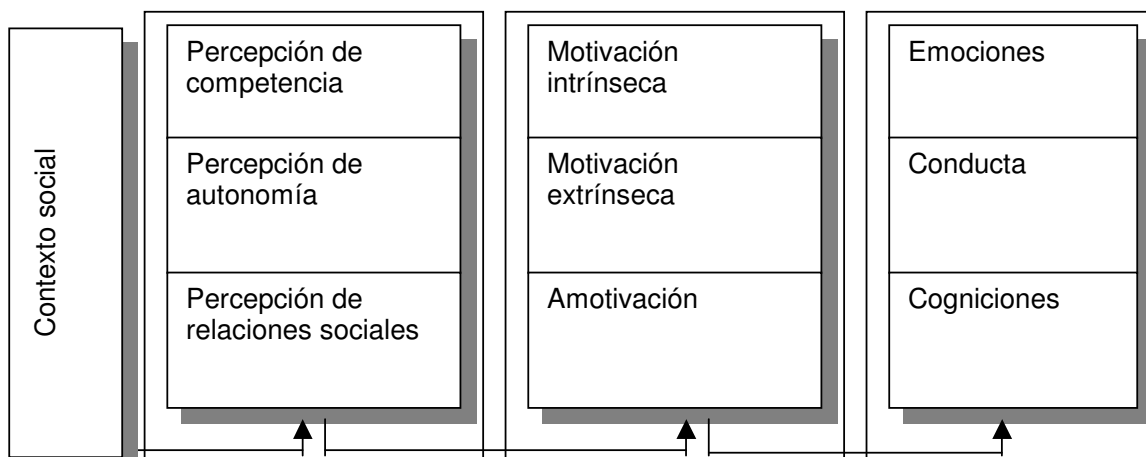 Contexto social
Percepción de
competencia
Percepción de
autonomía
Percepción de
relaciones sociales
Motivación
intrínseca
Motivación
extrínseca
Amotivación
Emociones
Conducta
Cogniciones